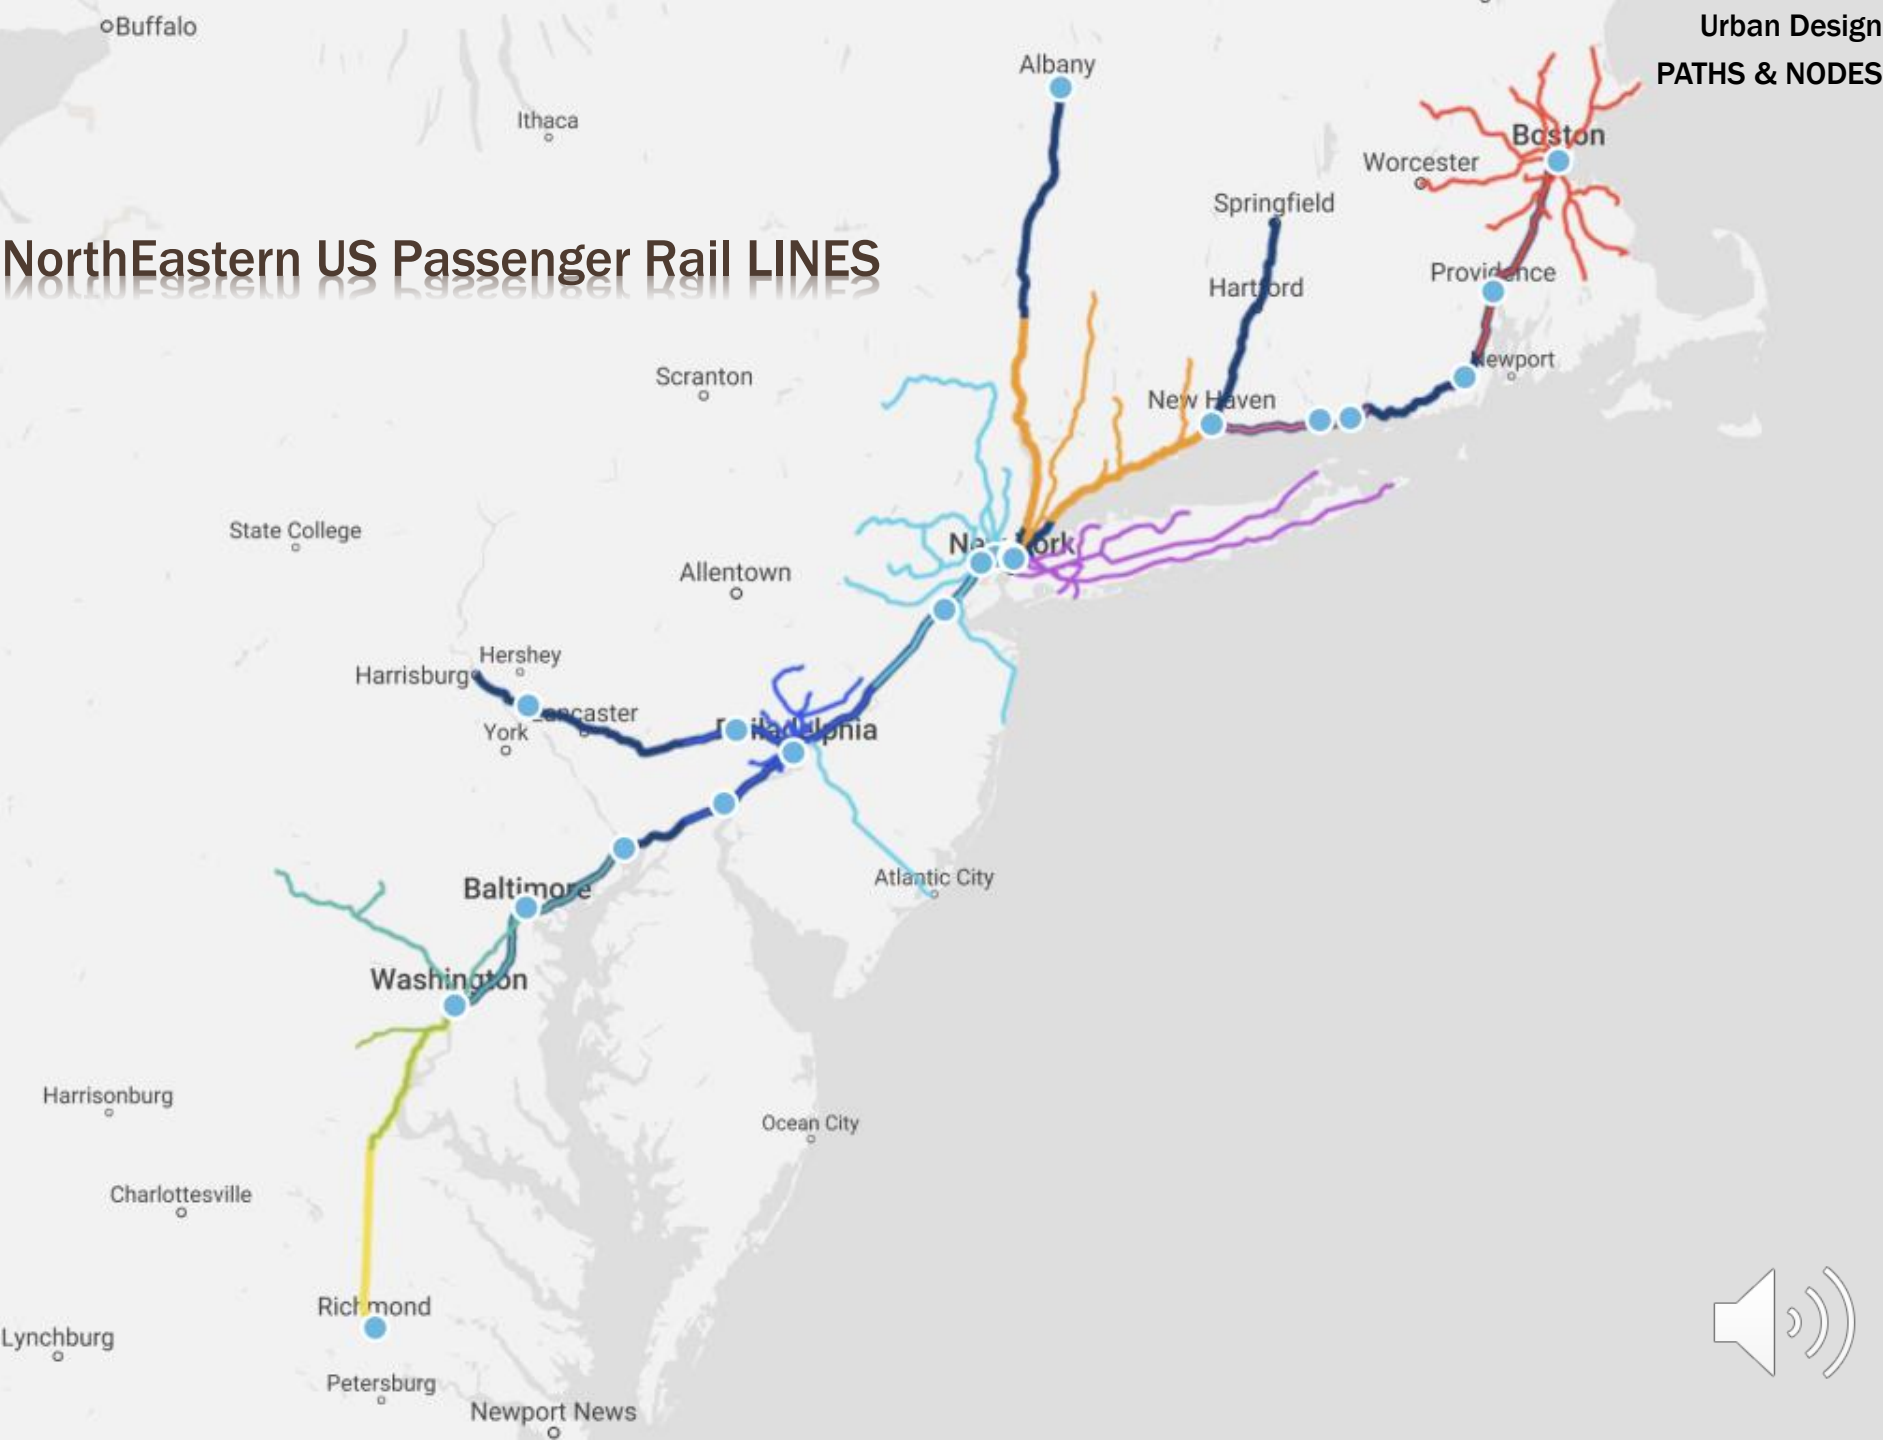 Urban Design
PATHS & NODES
Buffalo
Albany
Ithaca
Boston
Worcester
Springfield
NorthEastern US Passenger Rail LINES
Providence
Hartford
Newport
Scranton
New Haven
State College
New York
Allentown
Hershey
Harrisburg
Lancaster
York
Philadelphia
Atlantic City
Baltimore
Washington
Harrisonburg
Ocean City
Charlottesville
Richmond
Lynchburg
Petersburg
Newport News